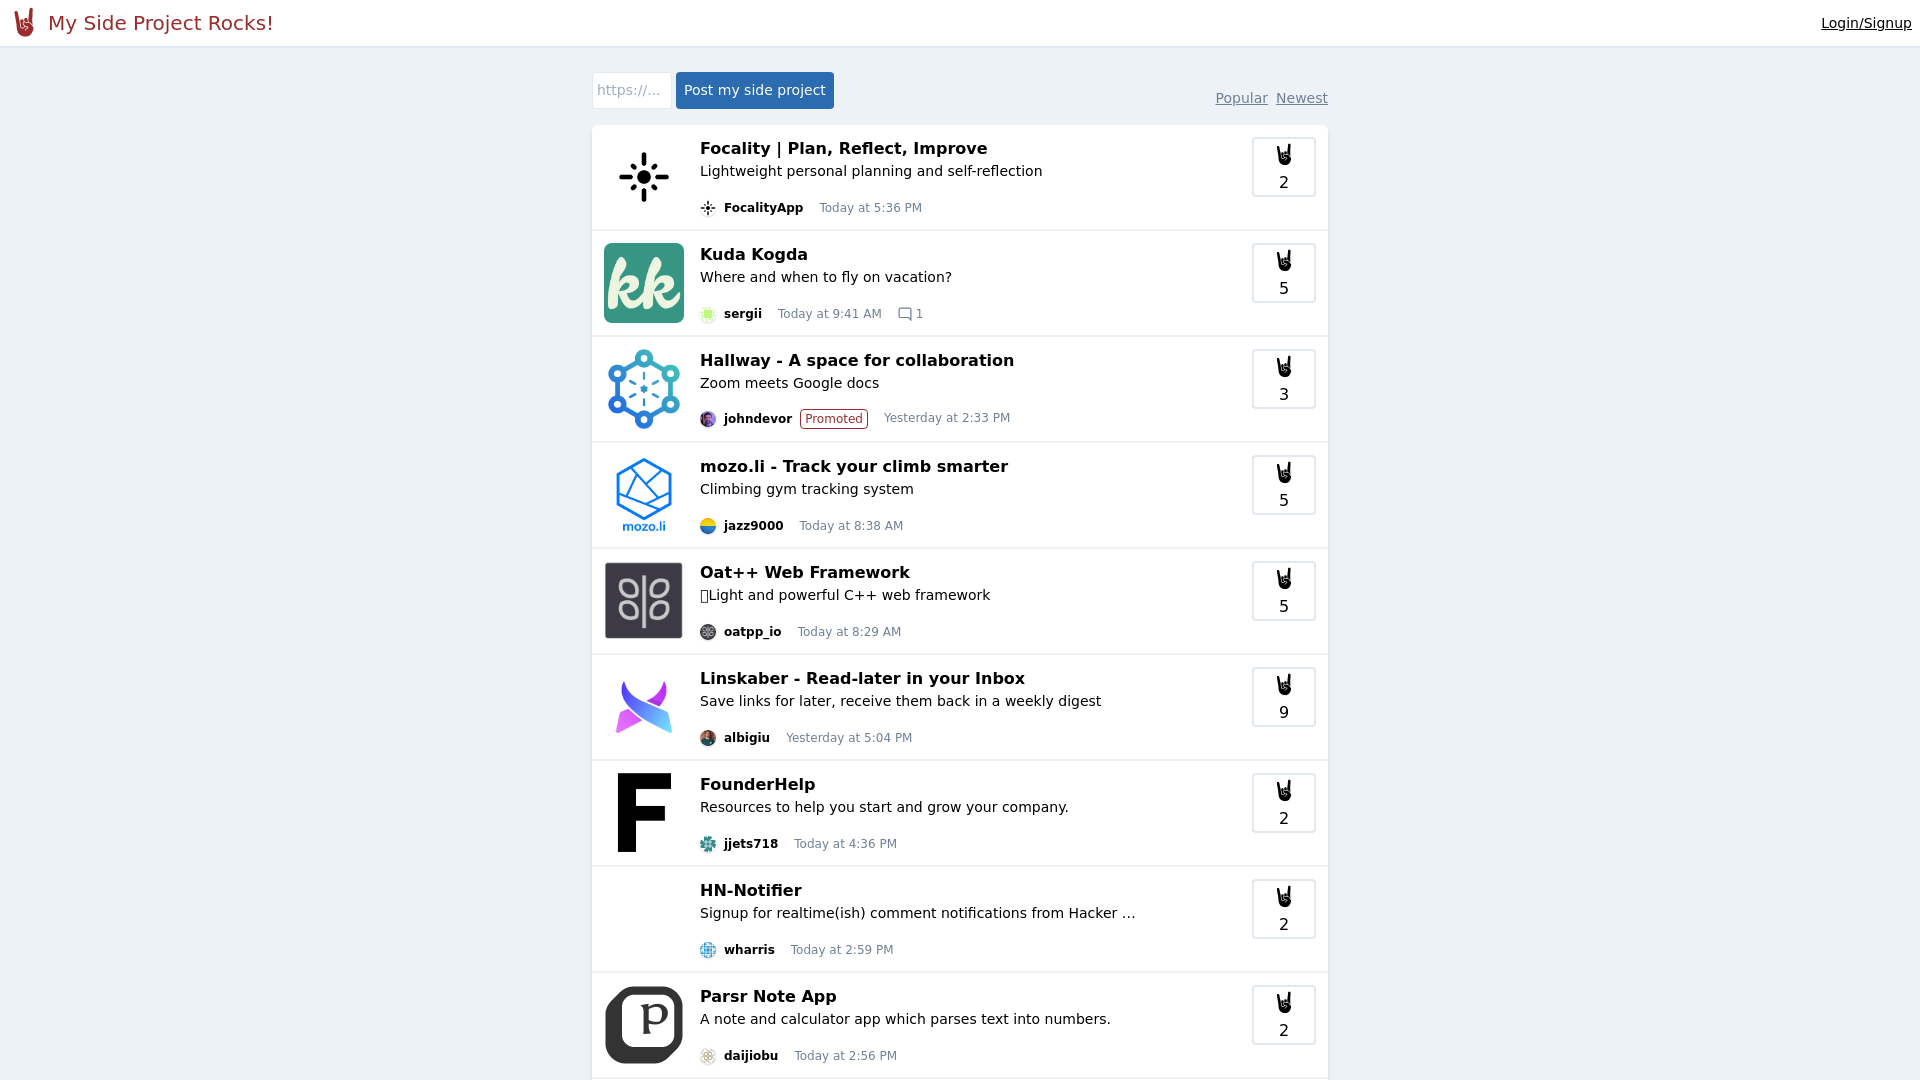 My Side Project Rocks!
Login/Signup
https://...
Post my side project
Popular Newest
Focality | Plan, Reflect, Improve
Lightweight personal planning and self-reflection
FocalityApp Today at 5:36 PM
2
kk
Kuda Kogda
Where and when to fly on vacation?
sergii Today at 9:41 AM 1
5
Hallway - A space for collaboration
Zoom meets Google docs
johndevor Promoted Yesterday at 2:33 PM
3
mozo.li
mozo.li - Track your climb smarter
Climbing gym tracking system
jazz9000 Today at 8:38 AM
5
Oat++ Web Framework
Light and powerful C++ web framework
oatpp_io Today at 8:29 AM
5
Linskaber - Read-later in your Inbox
Save links for later, receive them back in a weekly digest
albigiu Yesterday at 5:04 PM
9
F
FounderHelp
Resources to help you start and grow your company.
jjets718 Today at 4:36 PM
2
HN-Notifier
Signup for realtime(ish) comment notifications from Hacker ...
wharris Today at 2:59 PM
2
p
Parsr Note App
A note and calculator app which parses text into numbers.
daijiobu Today at 2:56 PM
2